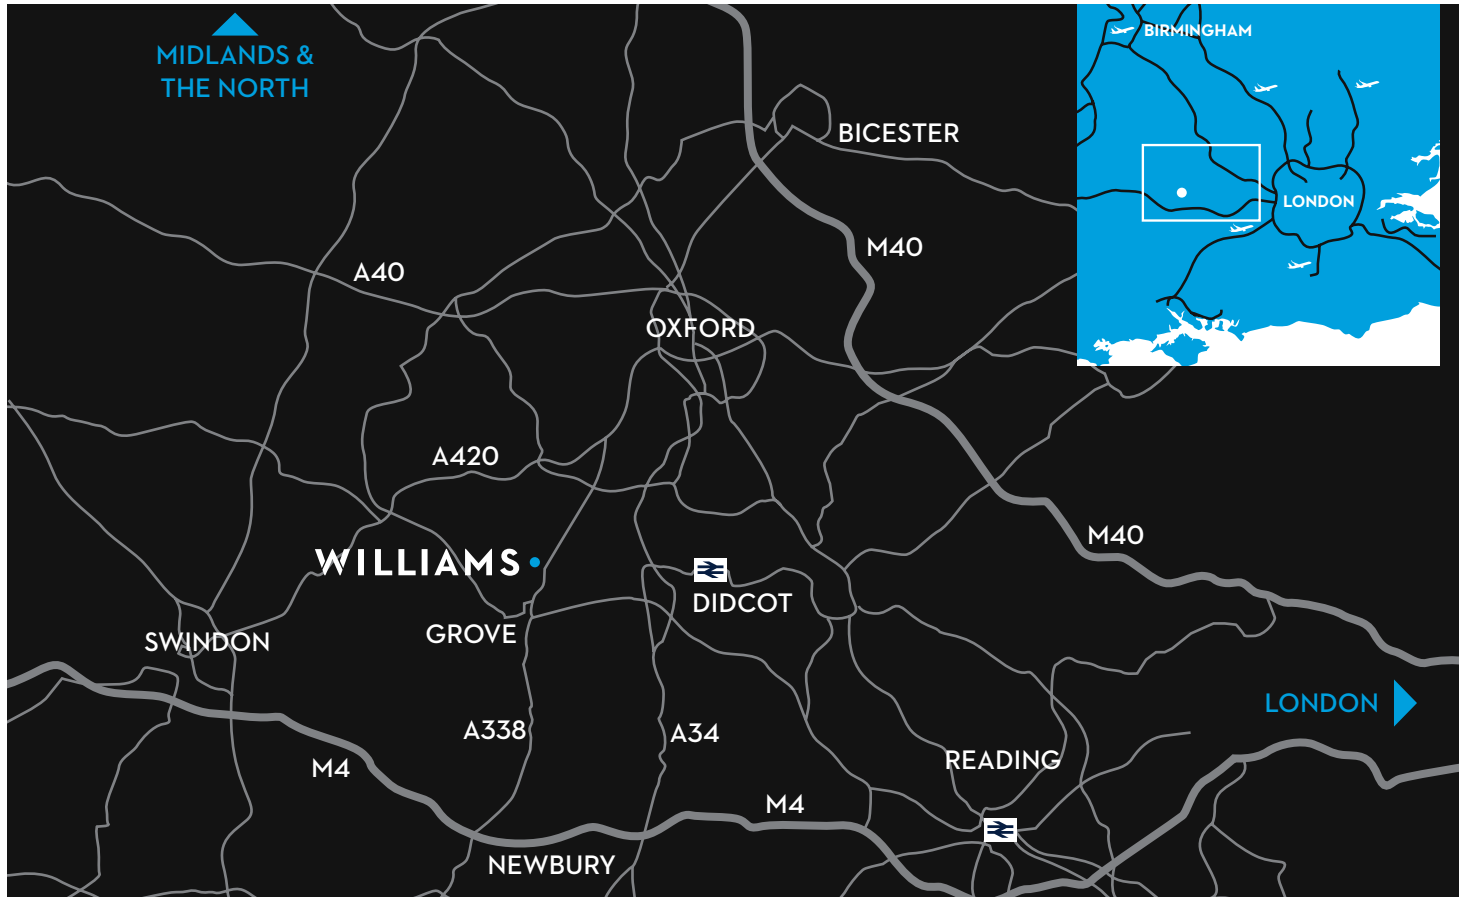 MIDLANDS &
THE NORTH
BIRMINGHAM
BICESTER
LONDON
M40
A40
OXFORD
A420
M40
WILLIAMS
DIDCOT
GROVE
SWINDON
LONDON
A338
A34
READING
M4
M4
NEWBURY